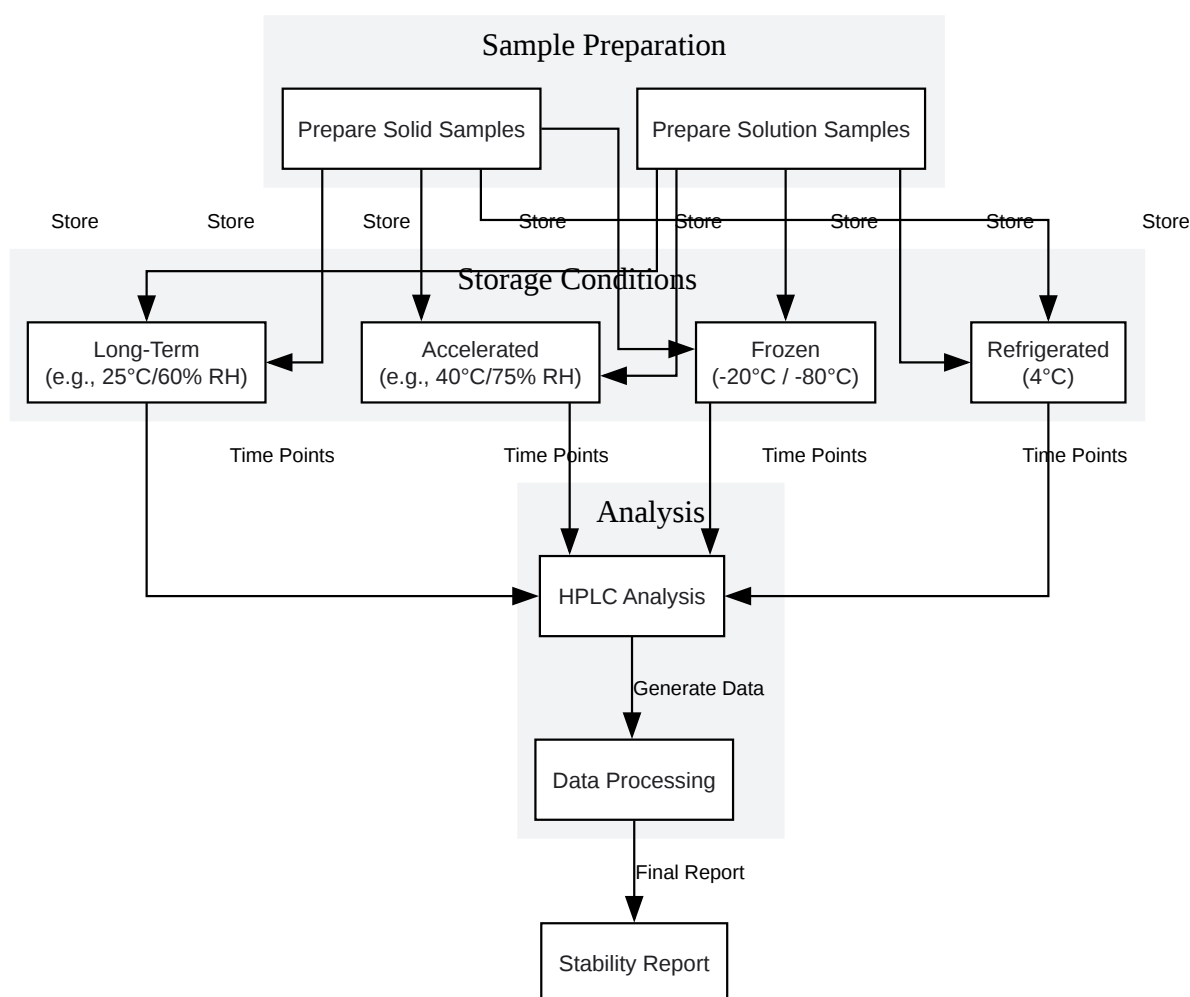 Sample Preparation
Prepare Solid Samples
Prepare Solution Samples
Store
Store
Store
Store
Store
Store
Store
Store
Storage Conditions
Long-Term
(e.g., 25°C/60% RH)
Accelerated
(e.g., 40°C/75% RH)
Frozen
(-20°C / -80°C)
Refrigerated
(4°C)
Time Points
Time Points
Time Points
Time Points
Analysis
HPLC Analysis
Generate Data
Data Processing
Final Report
Stability Report